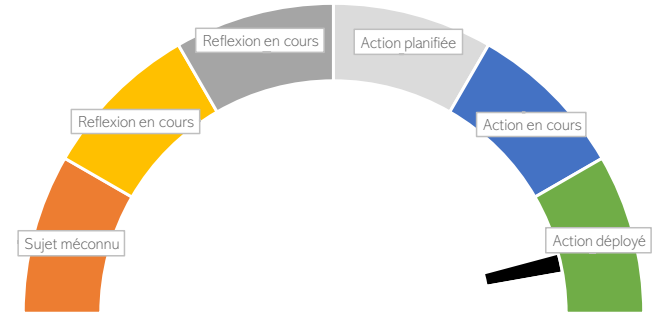 Reflexion en cours
Action planifiée
Reflexion en cours
Action en cours
Sujet méconnu
Action déployé